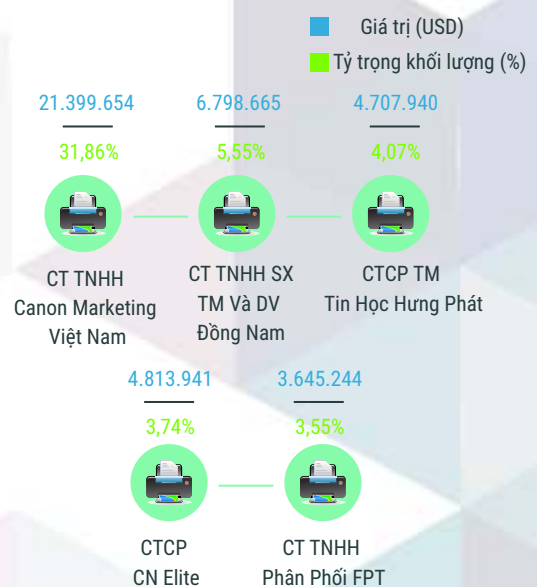 Giá trị (USD)
Tỷ trọng khối lượng (%)
21.399.654
6.798.665
4.707.940
31,86%
5,55%
4,07%
CT TNHH
Canon Marketing
Việt Nam
CT TNHH SX
TM Và DV
Đồng Nam
CTCP TM
Tin Học Hưng Phát
4.813.941
3.645.244
3,74%
3,55%
CTCP
CN Elite
CT TNHH
Phân Phối FPT